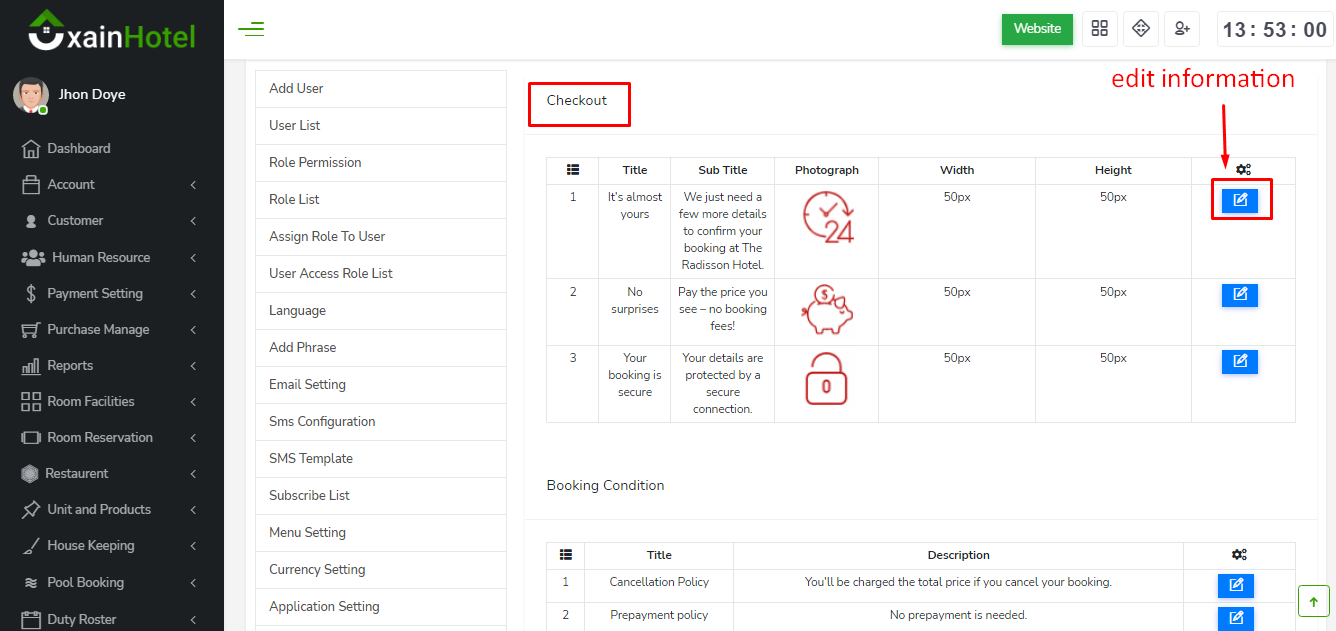 xainHotel
Website
13 : 53 : 00
edit information
Jhon Doye
Dashboard
Account
Customer
Human Resource
Payment Setting
Purchase Manage
Reports
Room Facilities
Room Reservation
Restaurent
Unit and Products
House Keeping
Pool Booking
Duty Roster
Add User
User List
Role Permission
Role List
Assign Role To User
User Access Role List
Language
Add Phrase
Email Setting
Sms Configuration
SMS Template
Subscribe List
Menu Setting
Currency Setting
Application Setting
Checkout
Title Sub Title Photograph Width Height
1 It's almost We just need a 50px 50px
yours few more details
to confirm your
booking at The
Radisson Hotel.
24
2 No Pay the price you 50px 50px
surprises see – no booking
fees!
$
3 Your Your details are 50px 50px
booking is protected by a
secure secure
connection.
0
Booking Condition
Title Description
1 Cancellation Policy You'll be charged the total price if you cancel your booking.
2 Prepayment policy No prepayment is needed.